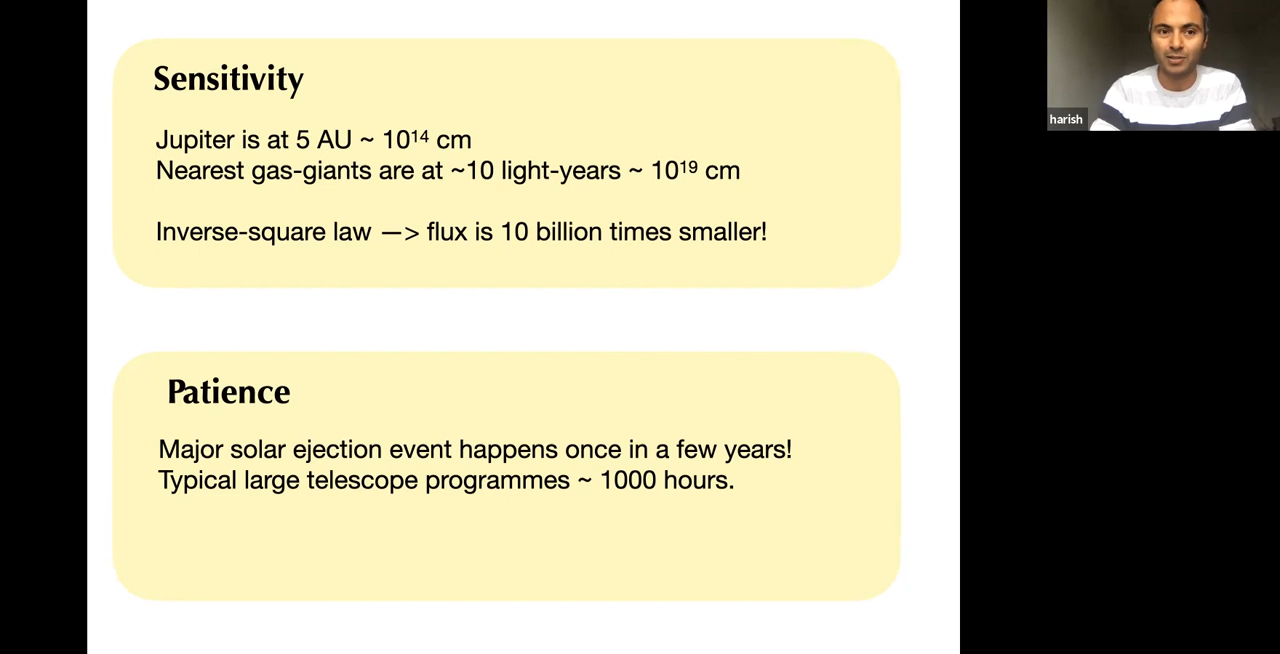 Sensitivity
Jupiter is at 5 AU ~ 10¹⁴ cm
Nearest gas-giants are at ~10 light-years ~ 10¹⁹ cm
Inverse-square law —> flux is 10 billion times smaller!
Patience
Major solar ejection event happens once in a few years!
Typical large telescope programmes ~ 1000 hours.
harish